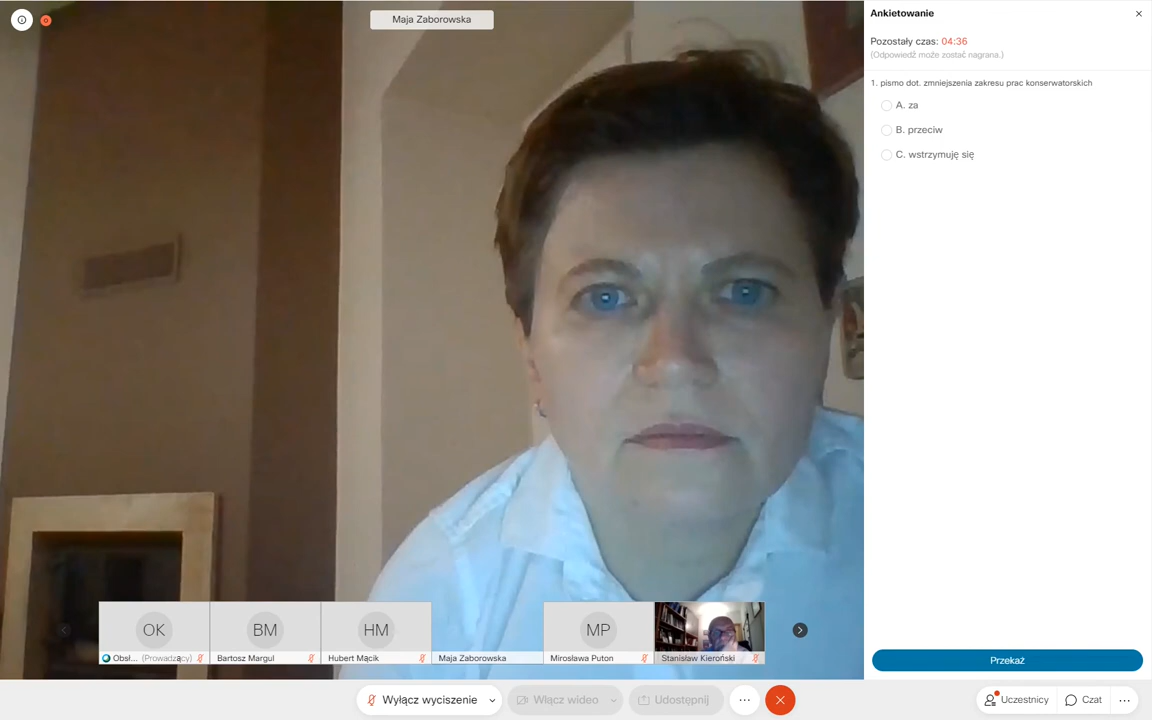 Maja Zaborowska
Ankietowanie
Pozostały czas: 04:36
(Odpowiedź może zostać nagrana.)
1. pismo dot. zmniejszenia zakresu prac konserwatorskich
A. za
B. przeciw
C. wstrzymuję się
OK
BM
HM
MP
Obsł... (Prowadzący)
Bartosz Margul
Hubert Mącik
Maja Zaborowska
Mirosława Puton
Stanisław Kieroński
Przekaż
Wyłącz wyciszenie
Włącz wideo
Udostępnij
Uczestnicy
Czat